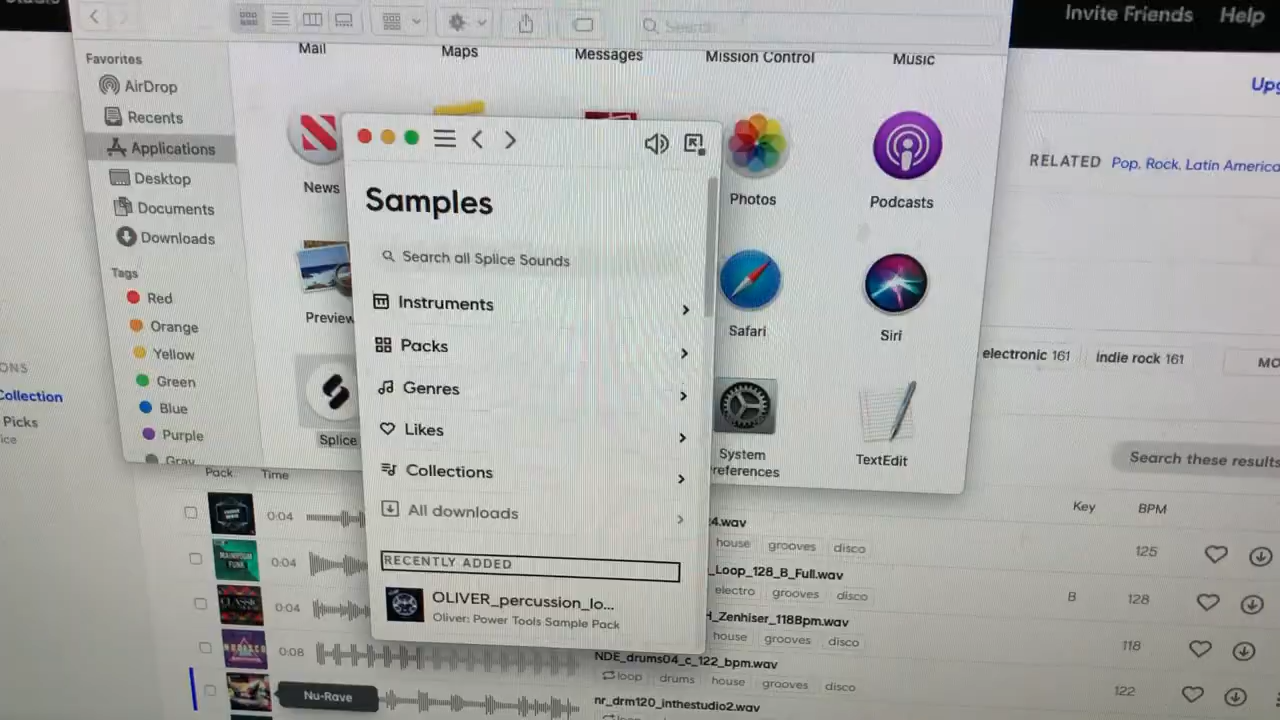 Invite Friends Help
Search
Mail Maps Messages Mission Control Music
Favorites
AirDrop
Recents
Applications
Desktop
Documents
Downloads
Tags
Red
Orange
Yellow
Green
Blue
Purple
Gray
News
Photos
Podcasts
Preview
Safari
Siri
Splice
System
Preferences
TextEdit
Samples
Search all Splice Sounds
Instruments
Packs
Genres
Likes
Collections
All downloads
RECENTLY ADDED
OLIVER_percussion_lo...
Oliver: Power Tools Sample Pack
RELATED Pop, Rock, Latin America
electronic 161 indie rock 161
Search these results
Collection
Picks
Pack Time Key BPM
0:04 4.wav
house grooves disco 125
0:04 _Loop_128_B_Full.wav
electro grooves disco B 128
0:04 H_Zenhiser_118Bpm.wav
house grooves disco 118
0:08 NDE_drums04_c_122_bpm.wav
loop drums house grooves disco 122
Nu-Rave
nr_drm120_inthestudio2.wav